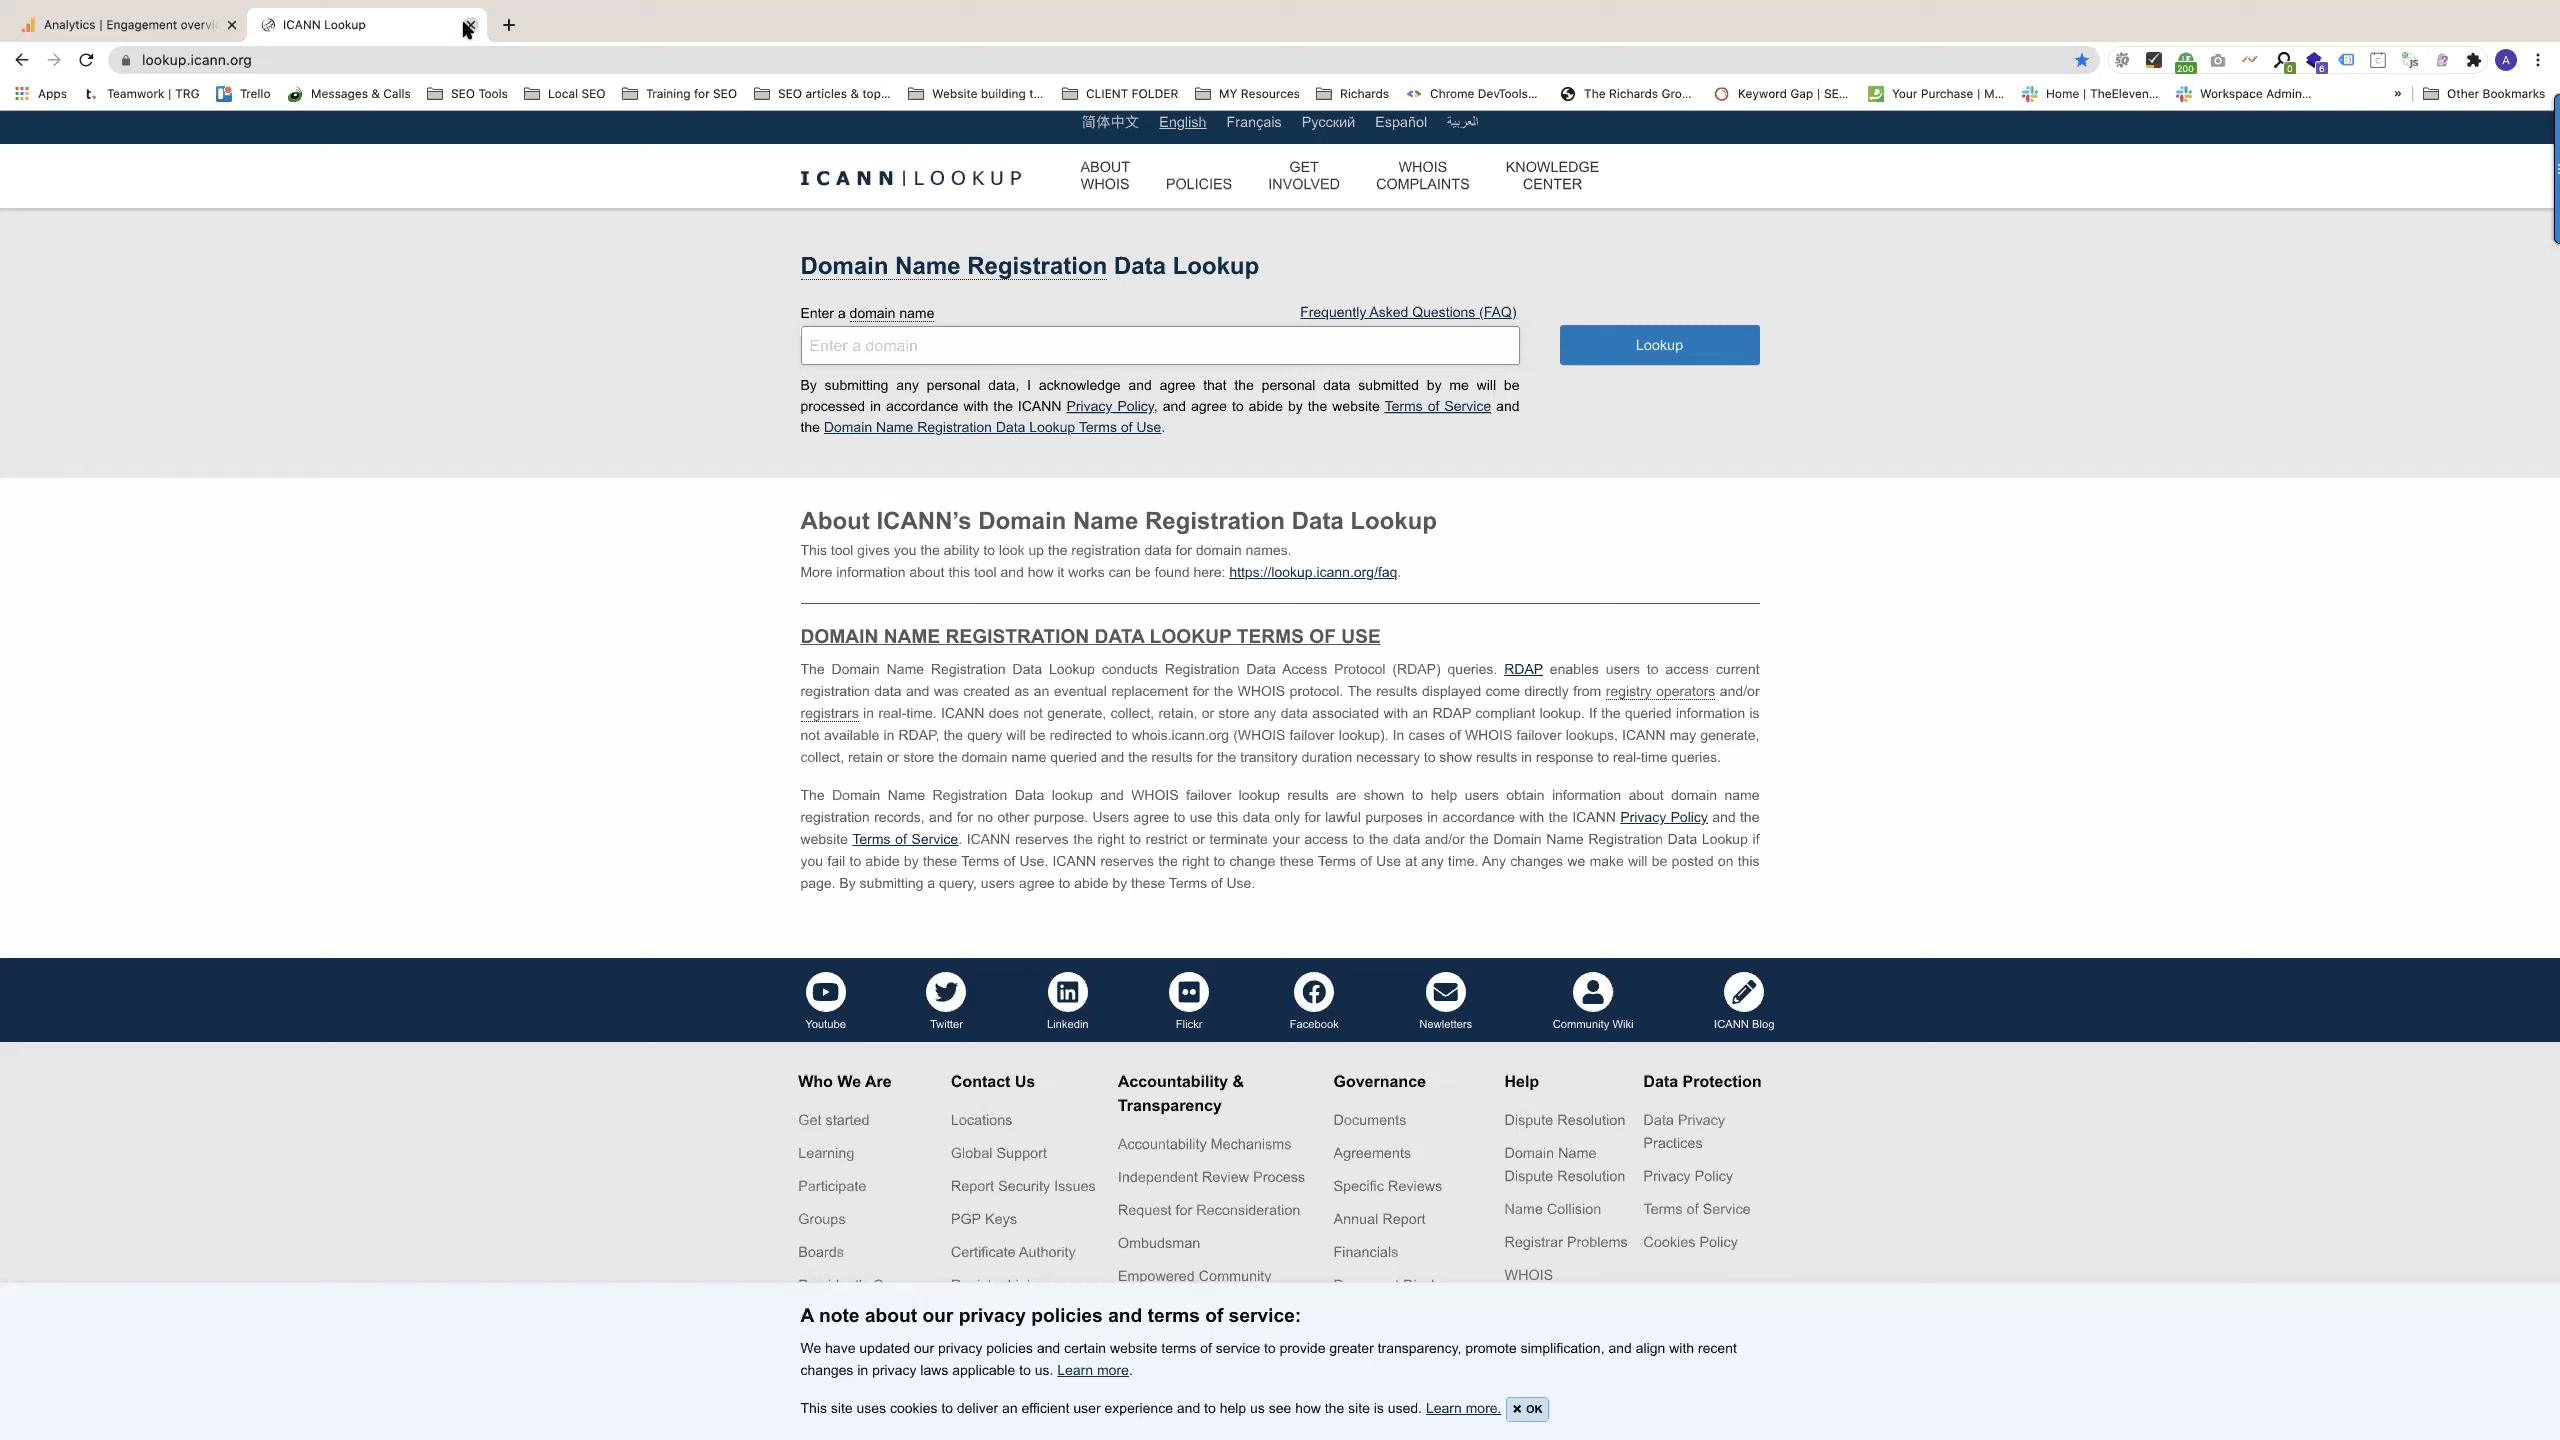 Analytics | Engagement overvi
ICANN Lookup
lookup.icann.org
200
0
6
A
Apps
Teamwork | TRG
Trello
Messages & Calls
SEO Tools
Local SEO
Training for SEO
SEO articles & top...
Website building t...
CLIENT FOLDER
MY Resources
Richards
Chrome DevTools...
The Richards Gro...
Keyword Gap | SE...
Your Purchase | M...
Home | TheEleven...
Workspace Admin...
»
Other Bookmarks
简体中文 English Français Русский Español العربية
ICANN|LOOKUP
ABOUT
WHOIS
POLICIES
GET
INVOLVED
WHOIS
COMPLAINTS
KNOWLEDGE
CENTER
Domain Name Registration Data Lookup
Enter a domain name
Frequently Asked Questions (FAQ)
Enter a domain
Lookup
By submitting any personal data, I acknowledge and agree that the personal data submitted by me will be
processed in accordance with the ICANN Privacy Policy, and agree to abide by the website Terms of Service and
the Domain Name Registration Data Lookup Terms of Use.
About ICANN’s Domain Name Registration Data Lookup
This tool gives you the ability to look up the registration data for domain names.
More information about this tool and how it works can be found here: https://lookup.icann.org/faq.
DOMAIN NAME REGISTRATION DATA LOOKUP TERMS OF USE
The Domain Name Registration Data Lookup conducts Registration Data Access Protocol (RDAP) queries. RDAP enables users to access current
registration data and was created as an eventual replacement for the WHOIS protocol. The results displayed come directly from registry operators and/or
registrars in real-time. ICANN does not generate, collect, retain, or store any data associated with an RDAP compliant lookup. If the queried information is
not available in RDAP, the query will be redirected to whois.icann.org (WHOIS failover lookup). In cases of WHOIS failover lookups, ICANN may generate,
collect, retain or store the domain name queried and the results for the transitory duration necessary to show results in response to real-time queries.
The Domain Name Registration Data lookup and WHOIS failover lookup results are shown to help users obtain information about domain name
registration records, and for no other purpose. Users agree to use this data only for lawful purposes in accordance with the ICANN Privacy Policy and the
website Terms of Service. ICANN reserves the right to restrict or terminate your access to the data and/or the Domain Name Registration Data Lookup if
you fail to abide by these Terms of Use. ICANN reserves the right to change these Terms of Use at any time. Any changes we make will be posted on this
page. By submitting a query, users agree to abide by these Terms of Use.
Youtube
Twitter
Linkedin
Flickr
Facebook
Newletters
Community Wiki
ICANN Blog
Who We Are
Get started
Learning
Participate
Groups
Boards
Contact Us
Locations
Global Support
Report Security Issues
PGP Keys
Certificate Authority
Accountability &
Transparency
Accountability Mechanisms
Independent Review Process
Request for Reconsideration
Ombudsman
Empowered Community
Governance
Documents
Agreements
Specific Reviews
Annual Report
Financials
Help
Dispute Resolution
Domain Name
Dispute Resolution
Name Collision
Registrar Problems
WHOIS
Data Protection
Data Privacy
Practices
Privacy Policy
Terms of Service
Cookies Policy
A note about our privacy policies and terms of service:
We have updated our privacy policies and certain website terms of service to provide greater transparency, promote simplification, and align with recent
changes in privacy laws applicable to us. Learn more.
This site uses cookies to deliver an efficient user experience and to help us see how the site is used. Learn more. × OK